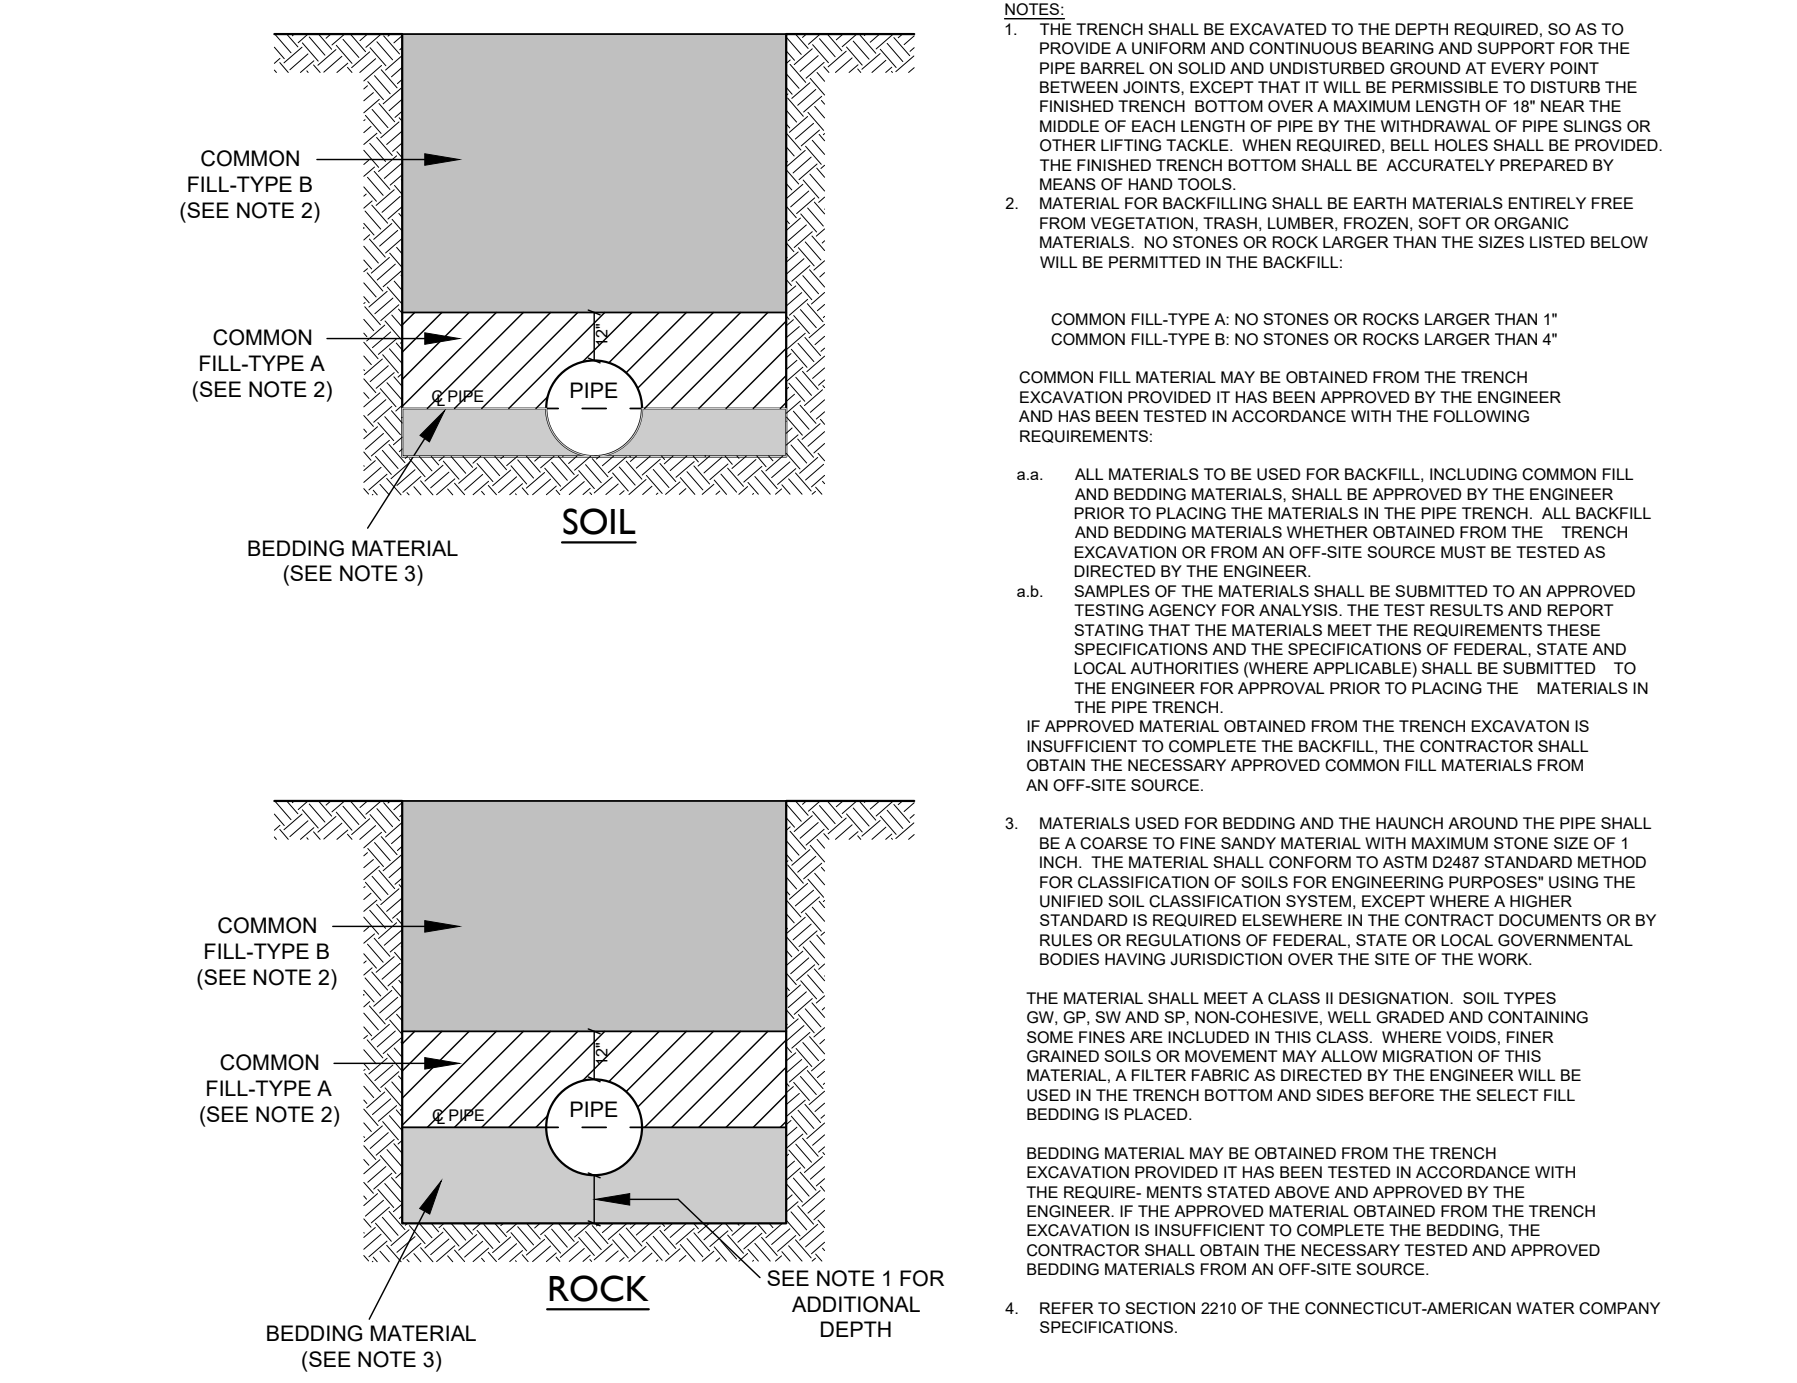 COMMON
FILL-TYPE B
(SEE NOTE 2)
COMMON
FILL-TYPE A
(SEE NOTE 2)
12"
PIPE
℄ PIPE
SOIL
BEDDING MATERIAL
(SEE NOTE 3)
COMMON
FILL-TYPE B
(SEE NOTE 2)
COMMON
FILL-TYPE A
(SEE NOTE 2)
12"
PIPE
℄ PIPE
ROCK
SEE NOTE 1 FOR
ADDITIONAL
DEPTH
BEDDING MATERIAL
(SEE NOTE 3)
NOTES:
1. THE TRENCH SHALL BE EXCAVATED TO THE DEPTH REQUIRED, SO AS TO
PROVIDE A UNIFORM AND CONTINUOUS BEARING AND SUPPORT FOR THE
PIPE BARREL ON SOLID AND UNDISTURBED GROUND AT EVERY POINT
BETWEEN JOINTS, EXCEPT THAT IT WILL BE PERMISSIBLE TO DISTURB THE
FINISHED TRENCH BOTTOM OVER A MAXIMUM LENGTH OF 18" NEAR THE
MIDDLE OF EACH LENGTH OF PIPE BY THE WITHDRAWAL OF PIPE SLINGS OR
OTHER LIFTING TACKLE. WHEN REQUIRED, BELL HOLES SHALL BE PROVIDED.
THE FINISHED TRENCH BOTTOM SHALL BE ACCURATELY PREPARED BY
MEANS OF HAND TOOLS.
2. MATERIAL FOR BACKFILLING SHALL BE EARTH MATERIALS ENTIRELY FREE
FROM VEGETATION, TRASH, LUMBER, FROZEN, SOFT OR ORGANIC
MATERIALS. NO STONES OR ROCK LARGER THAN THE SIZES LISTED BELOW
WILL BE PERMITTED IN THE BACKFILL:
COMMON FILL-TYPE A: NO STONES OR ROCKS LARGER THAN 1"
COMMON FILL-TYPE B: NO STONES OR ROCKS LARGER THAN 4"
COMMON FILL MATERIAL MAY BE OBTAINED FROM THE TRENCH
EXCAVATION PROVIDED IT HAS BEEN APPROVED BY THE ENGINEER
AND HAS BEEN TESTED IN ACCORDANCE WITH THE FOLLOWING
REQUIREMENTS:
a.a. ALL MATERIALS TO BE USED FOR BACKFILL, INCLUDING COMMON FILL
AND BEDDING MATERIALS, SHALL BE APPROVED BY THE ENGINEER
PRIOR TO PLACING THE MATERIALS IN THE PIPE TRENCH. ALL BACKFILL
AND BEDDING MATERIALS WHETHER OBTAINED FROM THE TRENCH
EXCAVATION OR FROM AN OFF-SITE SOURCE MUST BE TESTED AS
DIRECTED BY THE ENGINEER.
a.b. SAMPLES OF THE MATERIALS SHALL BE SUBMITTED TO AN APPROVED
TESTING AGENCY FOR ANALYSIS. THE TEST RESULTS AND REPORT
STATING THAT THE MATERIALS MEET THE REQUIREMENTS THESE
SPECIFICATIONS AND THE SPECIFICATIONS OF FEDERAL, STATE AND
LOCAL AUTHORITIES (WHERE APPLICABLE) SHALL BE SUBMITTED TO
THE ENGINEER FOR APPROVAL PRIOR TO PLACING THE MATERIALS IN
THE PIPE TRENCH.
IF APPROVED MATERIAL OBTAINED FROM THE TRENCH EXCAVATON IS
INSUFFICIENT TO COMPLETE THE BACKFILL, THE CONTRACTOR SHALL
OBTAIN THE NECESSARY APPROVED COMMON FILL MATERIALS FROM
AN OFF-SITE SOURCE.
3. MATERIALS USED FOR BEDDING AND THE HAUNCH AROUND THE PIPE SHALL
BE A COARSE TO FINE SANDY MATERIAL WITH MAXIMUM STONE SIZE OF 1
INCH. THE MATERIAL SHALL CONFORM TO ASTM D2487 STANDARD METHOD
FOR CLASSIFICATION OF SOILS FOR ENGINEERING PURPOSES" USING THE
UNIFIED SOIL CLASSIFICATION SYSTEM, EXCEPT WHERE A HIGHER
STANDARD IS REQUIRED ELSEWHERE IN THE CONTRACT DOCUMENTS OR BY
RULES OR REGULATIONS OF FEDERAL, STATE OR LOCAL GOVERNMENTAL
BODIES HAVING JURISDICTION OVER THE SITE OF THE WORK.
THE MATERIAL SHALL MEET A CLASS II DESIGNATION. SOIL TYPES
GW, GP, SW AND SP, NON-COHESIVE, WELL GRADED AND CONTAINING
SOME FINES ARE INCLUDED IN THIS CLASS. WHERE VOIDS, FINER
GRAINED SOILS OR MOVEMENT MAY ALLOW MIGRATION OF THIS
MATERIAL, A FILTER FABRIC AS DIRECTED BY THE ENGINEER WILL BE
USED IN THE TRENCH BOTTOM AND SIDES BEFORE THE SELECT FILL
BEDDING IS PLACED.
BEDDING MATERIAL MAY BE OBTAINED FROM THE TRENCH
EXCAVATION PROVIDED IT HAS BEEN TESTED IN ACCORDANCE WITH
THE REQUIRE- MENTS STATED ABOVE AND APPROVED BY THE
ENGINEER. IF THE APPROVED MATERIAL OBTAINED FROM THE TRENCH
EXCAVATION IS INSUFFICIENT TO COMPLETE THE BEDDING, THE
CONTRACTOR SHALL OBTAIN THE NECESSARY TESTED AND APPROVED
BEDDING MATERIALS FROM AN OFF-SITE SOURCE.
4. REFER TO SECTION 2210 OF THE CONNECTICUT-AMERICAN WATER COMPANY
SPECIFICATIONS.